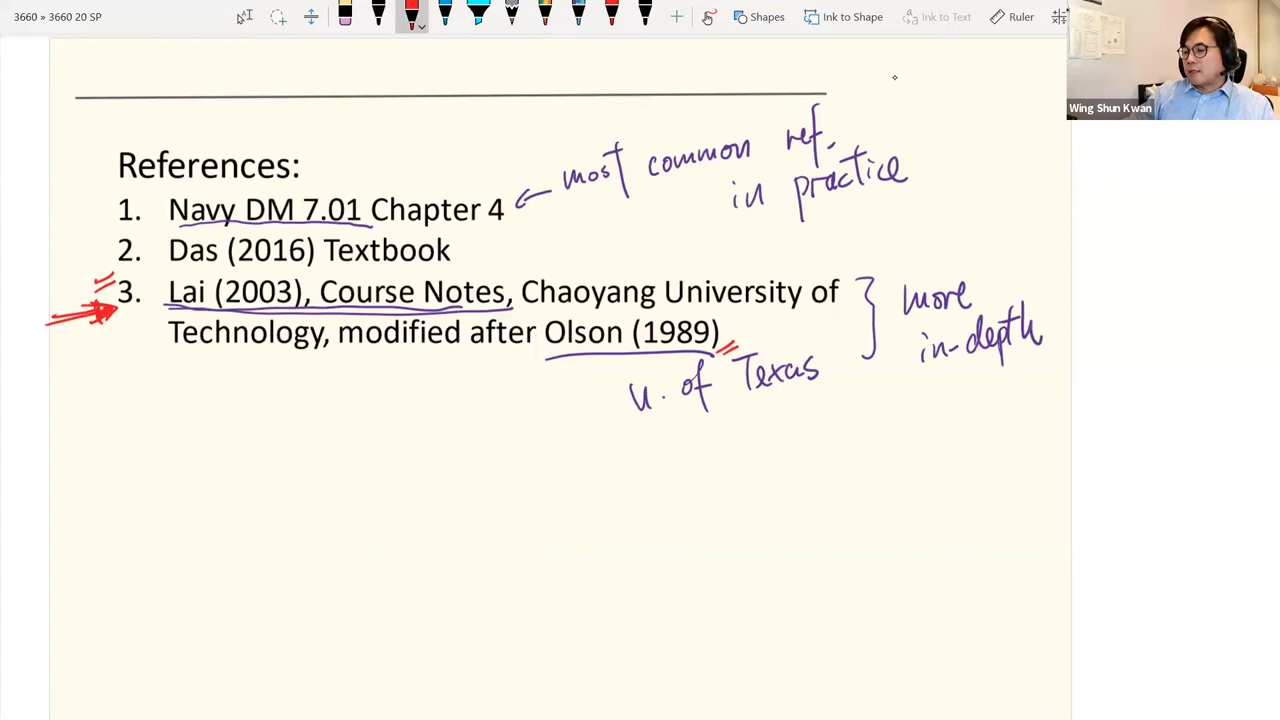 3660 » 3660 20 SP
Shapes
Ink to Shape
Ink to Text
Ruler
Wing Shun Kwan
References:
1. Navy DM 7.01 Chapter 4
most common ref.
in practice
2. Das (2016) Textbook
3. Lai (2003), Course Notes, Chaoyang University of
Technology, modified after Olson (1989)
more
in-depth
U. of Texas